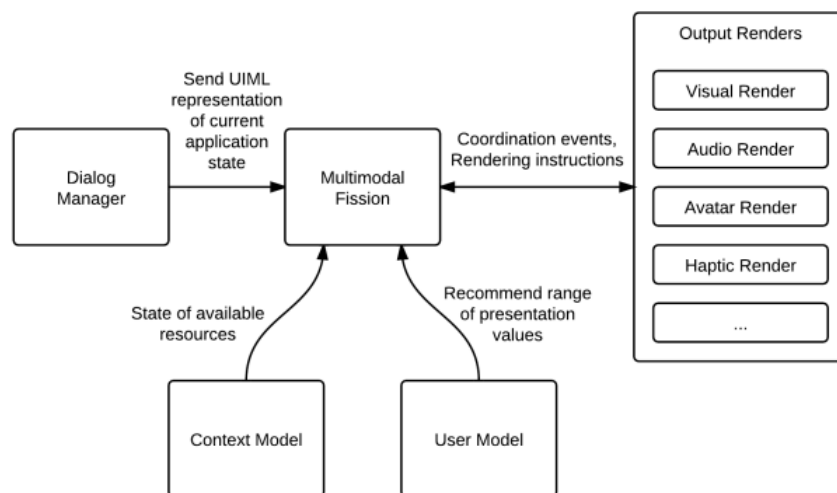 Output Renders
Visual Render
Audio Render
Avatar Render
Haptic Render
...
Send UIML
representation
of current
application
state
Dialog
Manager
Multimodal
Fission
Coordination events,
Rendering instructions
State of available
resources
Recommend range
of presentation
values
Context Model
User Model